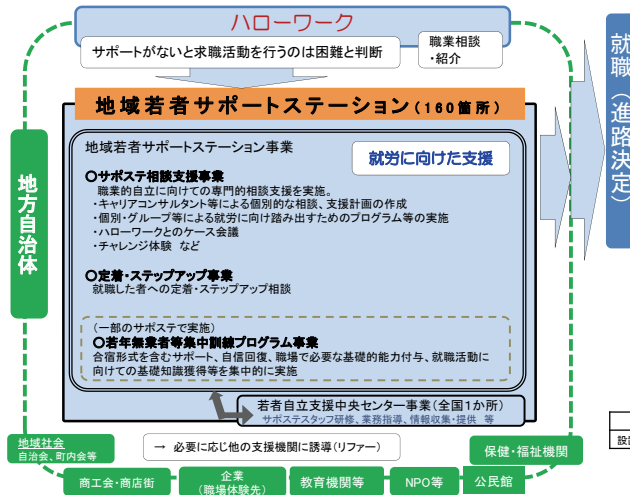 ハローワーク
サポートがないと求職活動を行うのは困難と判断
職業相談
・紹介
就職(進路決定)
地域若者サポートステーション(160箇所)
地域若者サポートステーション事業
就労に向けた支援
○サポステ相談支援事業
職業的自立に向けての専門的相談支援を実施。
・キャリアコンサルタント等による個別的な相談、支援計画の作成
・個別・グループ等による就労に向け踏み出すためのプログラム等の実施
・ハローワークとのケース会議
・チャレンジ体験 など
○定着・ステップアップ事業
就職した者への定着・ステップアップ相談
(一部のサポステで実施)
○若年無業者等集中訓練プログラム事業
合宿形式を含むサポート、自信回復、職場で必要な基礎的能力付与、就職活動に
向けての基礎知識獲得等を集中的に実施
地方自治体
若者自立支援中央センター事業(全国1か所)
サポステスタッフ研修、業務指導、情報収集・提供 等
地域社会
自治会、町内会等
→ 必要に応じ他の支援機関に誘導(リファー)
保健・福祉機関
商工会・商店街
企業
(職場体験先)
教育機関等
NPO等
公民館